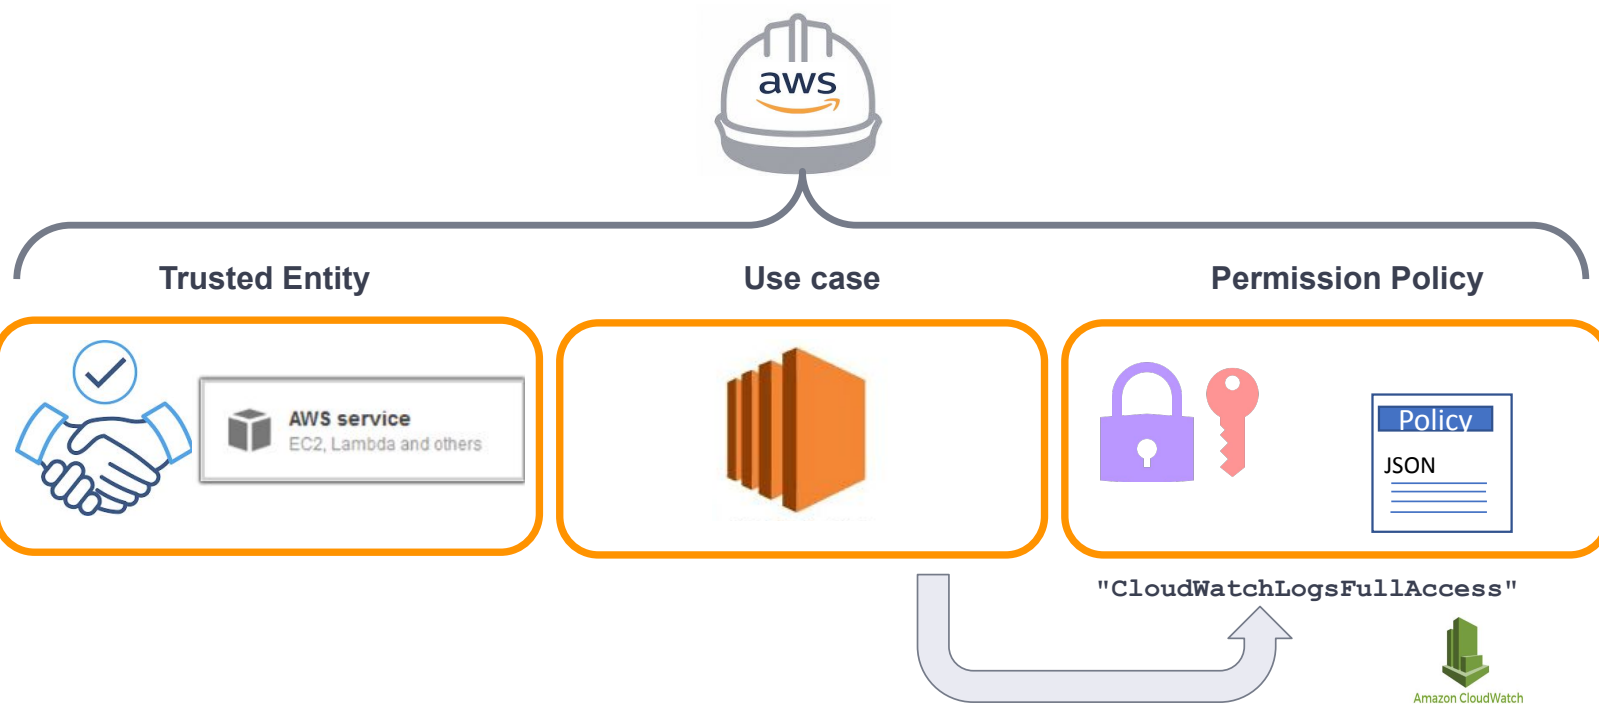 aws
Trusted Entity
Use case
Permission Policy
AWS service
EC2, Lambda and others
Policy
JSON
"CloudWatchLogsFullAccess"
Amazon CloudWatch